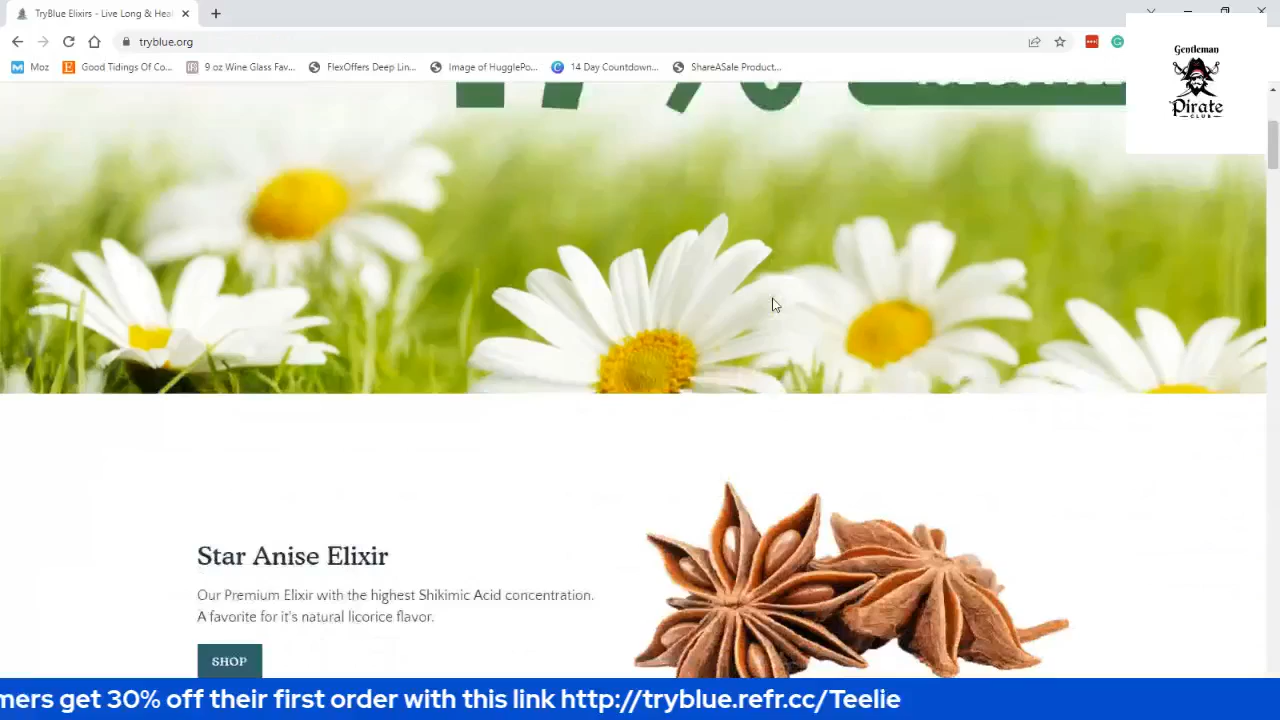 TryBlue Elixirs - Live Long & Hea
tryblue.org
Moz
Good Tidings Of Co...
9 oz Wine Glass Fav...
FlexOffers Deep Lin...
Image of HugglePo...
14 Day Countdown...
ShareASale Product...
Gentleman
Pirate
CLUB
Star Anise Elixir
Our Premium Elixir with the highest Shikimic Acid concentration.
A favorite for it's natural licorice flavor.
SHOP
mers get 30% off their first order with this link http://tryblue.refr.cc/Teelie